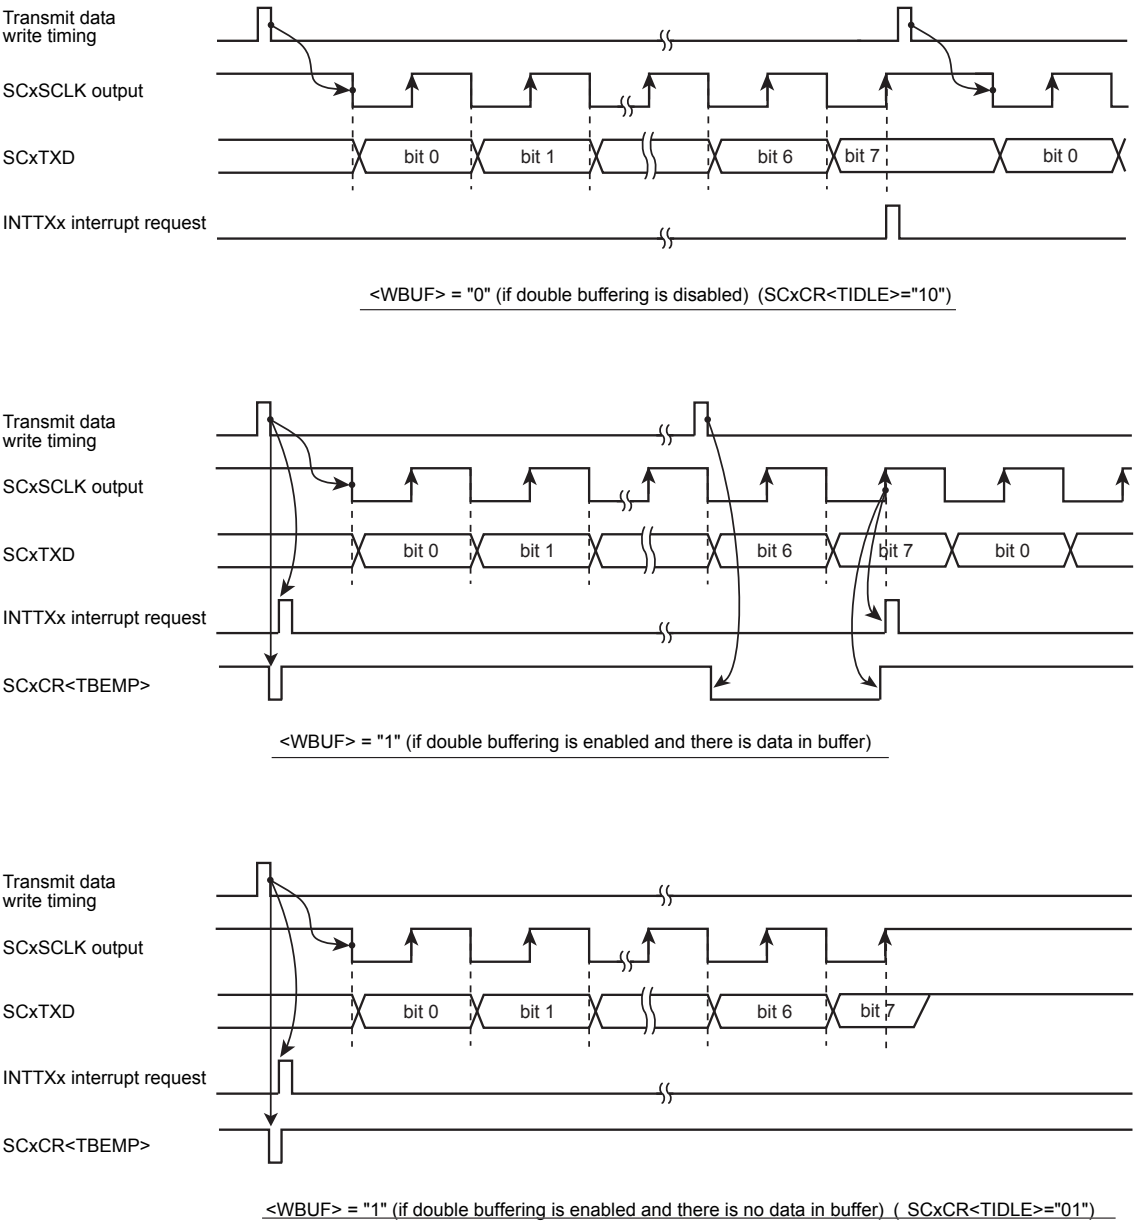 Transmit data
write timing
SCxSCLK output
SCxTXD
bit 0 bit 1 bit 6 bit 7 bit 0
INTTXx interrupt request
<WBUF> = "0" (if double buffering is disabled) (SCxCR<TIDLE>="10")
Transmit data
write timing
SCxSCLK output
SCxTXD
bit 0 bit 1 bit 6 bit 7 bit 0
INTTXx interrupt request
SCxCR<TBEMP>
<WBUF> = "1" (if double buffering is enabled and there is data in buffer)
Transmit data
write timing
SCxSCLK output
SCxTXD
bit 0 bit 1 bit 6 bit 7
INTTXx interrupt request
SCxCR<TBEMP>
<WBUF> = "1" (if double buffering is enabled and there is no data in buffer) ( SCxCR<TIDLE>="01")